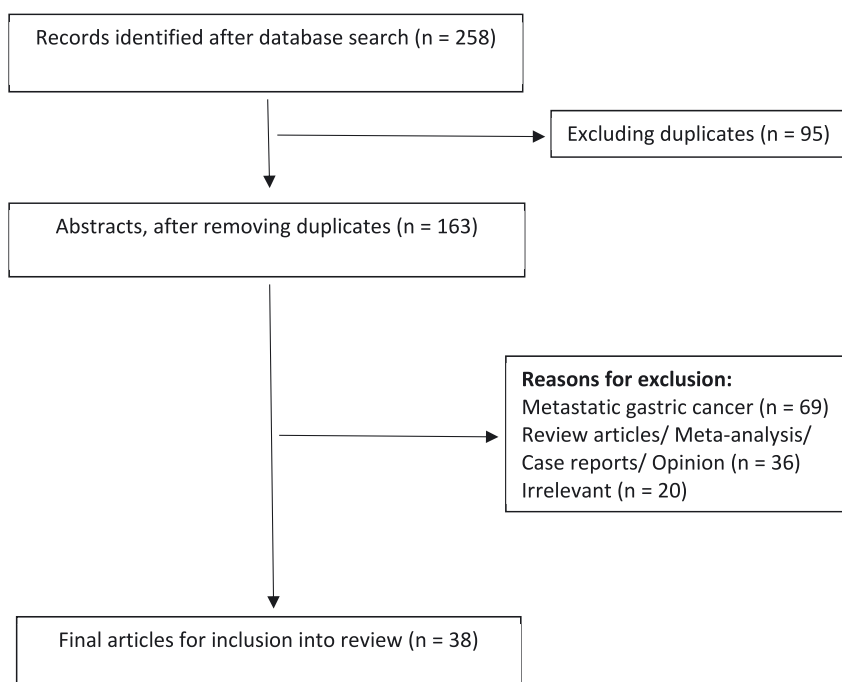 Records identified after database search (n = 258)
Excluding duplicates (n = 95)
Abstracts, after removing duplicates (n = 163)
Reasons for exclusion:
Metastatic gastric cancer (n = 69)
Review articles/ Meta-analysis/
Case reports/ Opinion (n = 36)
Irrelevant (n = 20)
Final articles for inclusion into review (n = 38)